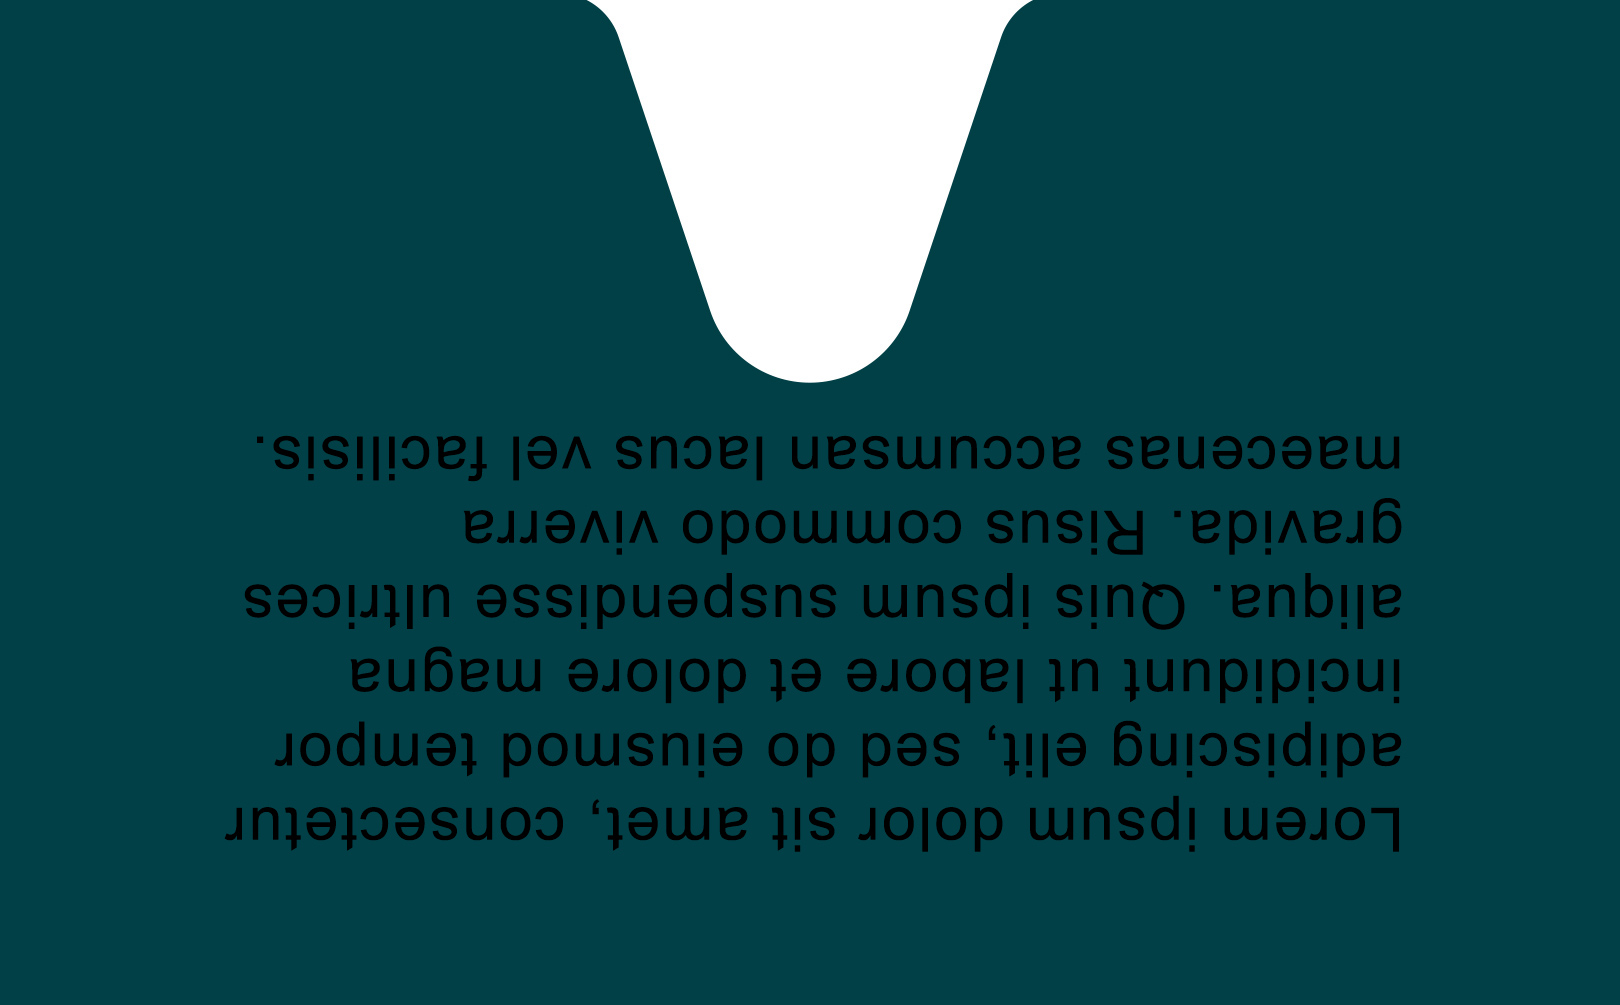 Lorem ipsum dolor sit amet, consectetur
adipiscing elit, sed do eiusmod tempor
incididunt ut labore et dolore magna
aliqua. Quis ipsum suspendisse ultrices
gravida. Risus commodo viverra
maecenas accumsan lacus vel facilisis.